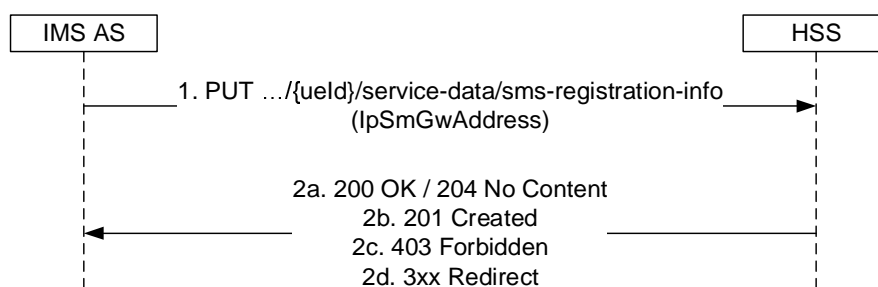 IMS AS
HSS
1. PUT …/{ueId}/service-data/sms-registration-info
(IpSmGwAddress)
2a. 200 OK / 204 No Content
2b. 201 Created
2c. 403 Forbidden
2d. 3xx Redirect